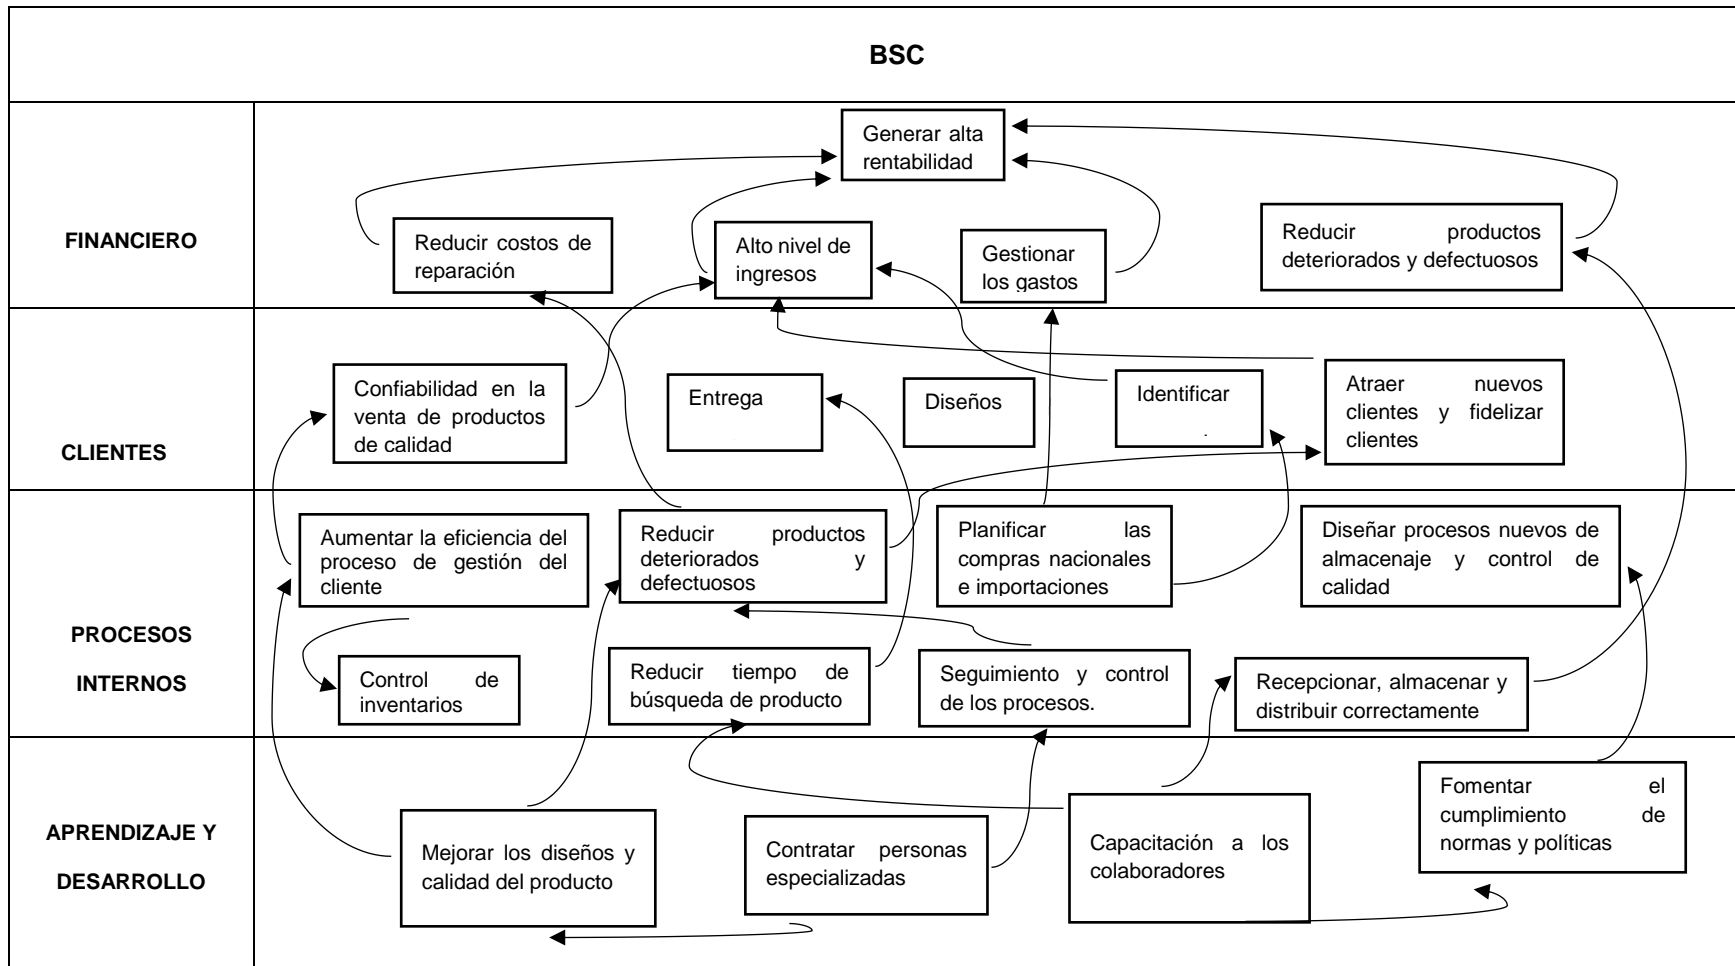 BSC
FINANCIERO
Generar alta
rentabilidad
Reducir costos de
reparación
Alto nivel de
ingresos
Gestionar
los gastos
Reducir productos
deteriorados y defectuosos
CLIENTES
Confiabilidad en la
venta de productos
de calidad
Entrega
Diseños
Identificar
Atraer nuevos
clientes y fidelizar
clientes
PROCESOS
INTERNOS
Aumentar la eficiencia del
proceso de gestión del
cliente
Reducir productos
deteriorados y
defectuosos
Planificar las
compras nacionales
e importaciones
Diseñar procesos nuevos de
almacenaje y control de
calidad
Control de
inventarios
Reducir tiempo de
búsqueda de producto
Seguimiento y control
de los procesos.
Recepcionar, almacenar y
distribuir correctamente
APRENDIZAJE Y
DESARROLLO
Mejorar los diseños y
calidad del producto
Contratar personas
especializadas
Capacitación a los
colaboradores
Fomentar el
cumplimiento de
normas y políticas